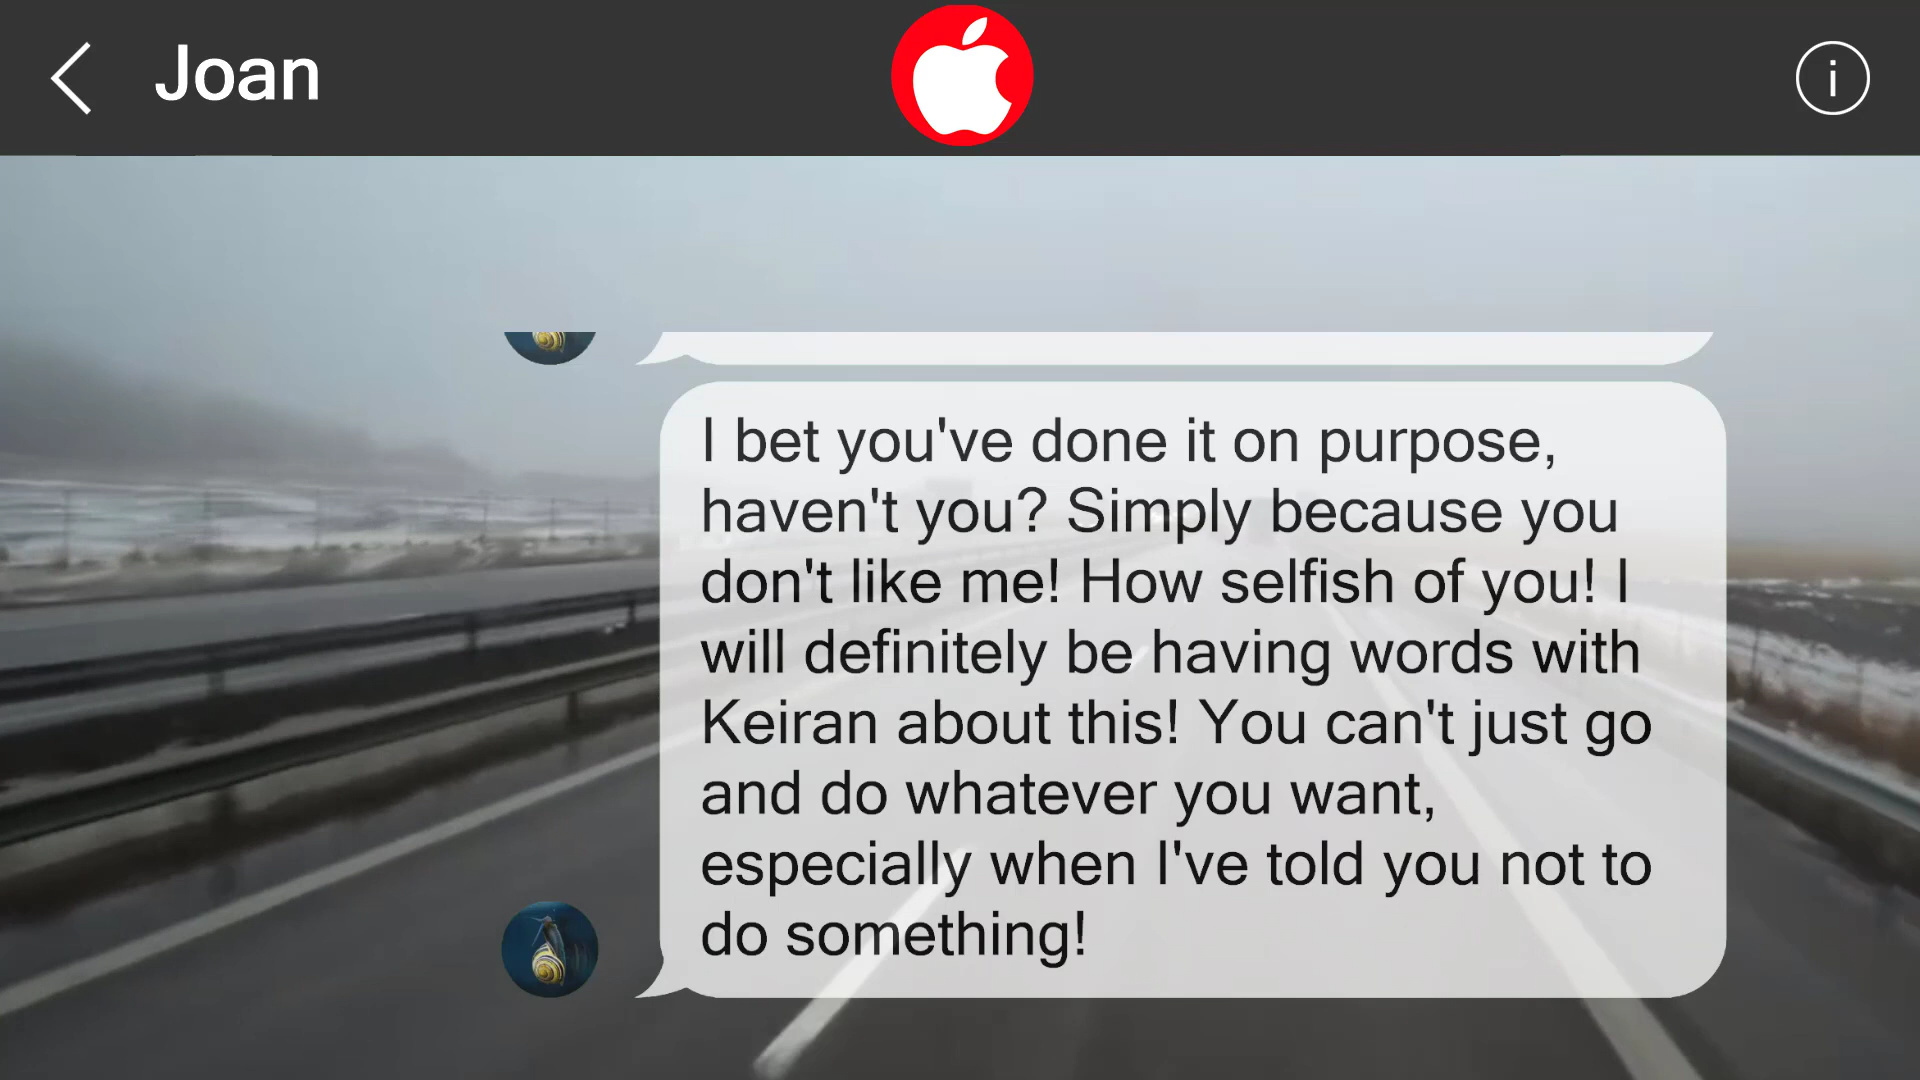 Joan
i
I bet you've done it on purpose,
haven't you? Simply because you
don't like me! How selfish of you! I
will definitely be having words with
Keiran about this! You can't just go
and do whatever you want,
especially when I've told you not to
do something!